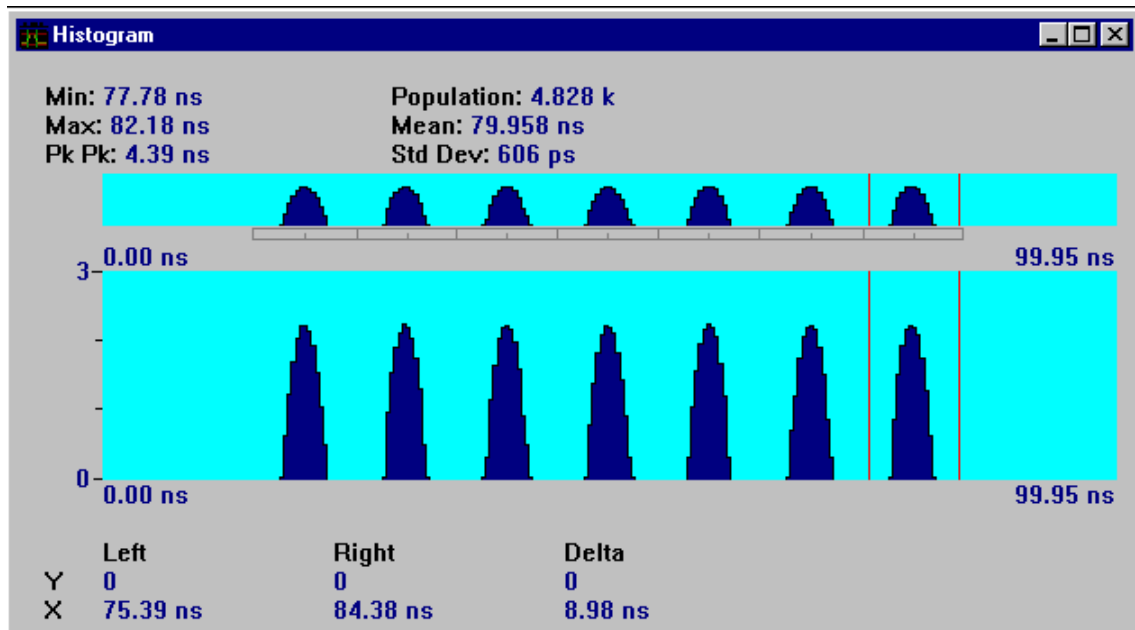 Histogram
Min: 77.78 ns Population: 4.828 k
Max: 82.18 ns Mean: 79.958 ns
Pk Pk: 4.39 ns Std Dev: 606 ps
0.00 ns 99.95 ns
3
0
0.00 ns 99.95 ns
Left Right Delta
Y 0 0 0
X 75.39 ns 84.38 ns 8.98 ns